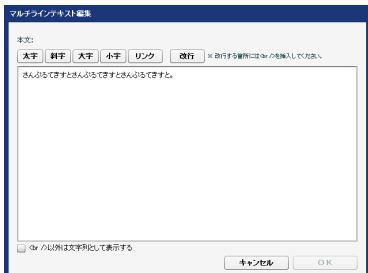 マルチラインテキスト編集
本文:
太字 斜字 大字 小字 リンク 改行 ※ 改行する箇所には<br />を挿入してください。
さんぷるてきすとさんぷるてきすとさんぷるてきすと。
<br />以外は文字列として表示する
キャンセル OK